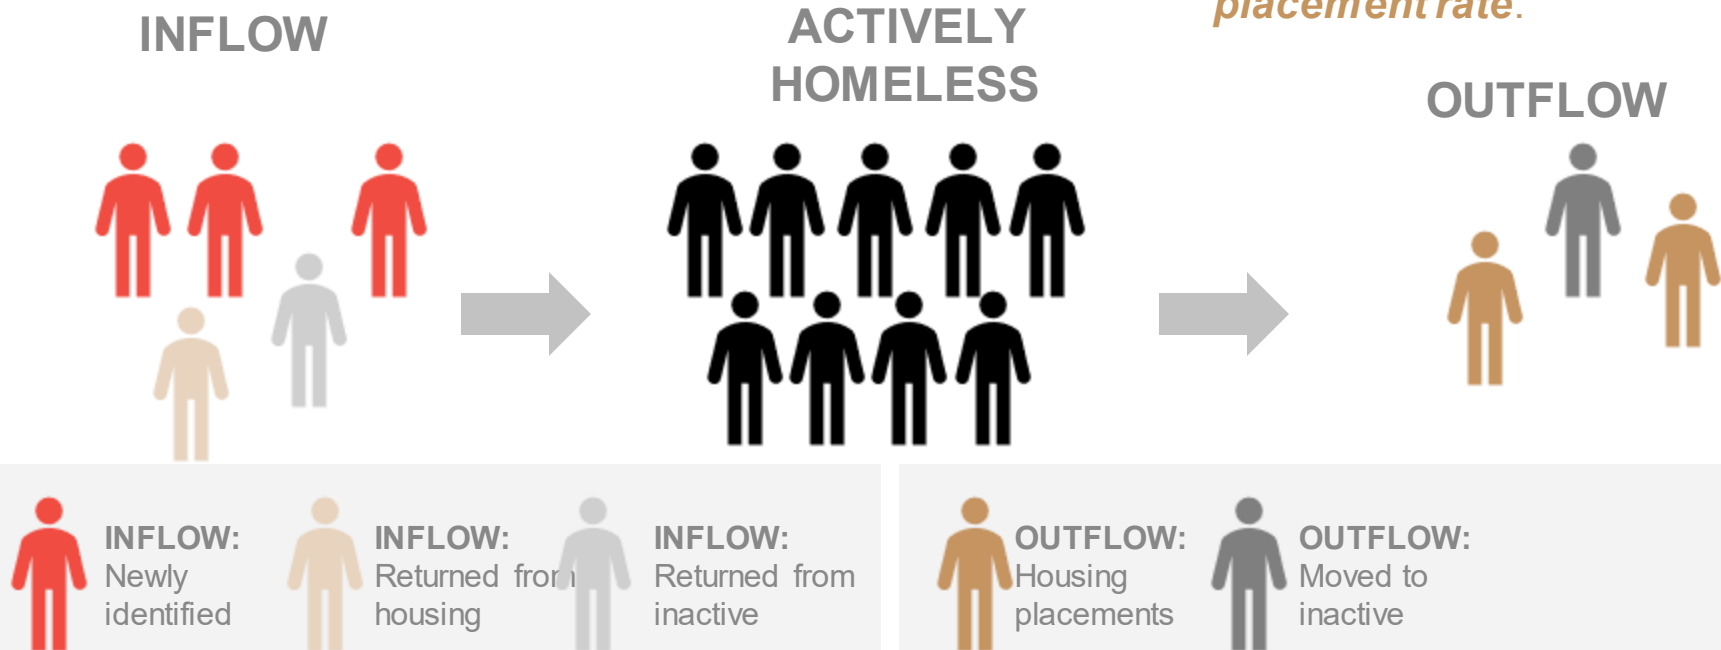 placement rate.
INFLOW
ACTIVELY
HOMELESS
OUTFLOW
INFLOW:
Newly
identified
INFLOW:
Returned from
housing
INFLOW:
Returned from
inactive
OUTFLOW:
Housing
placements
OUTFLOW:
Moved to
inactive